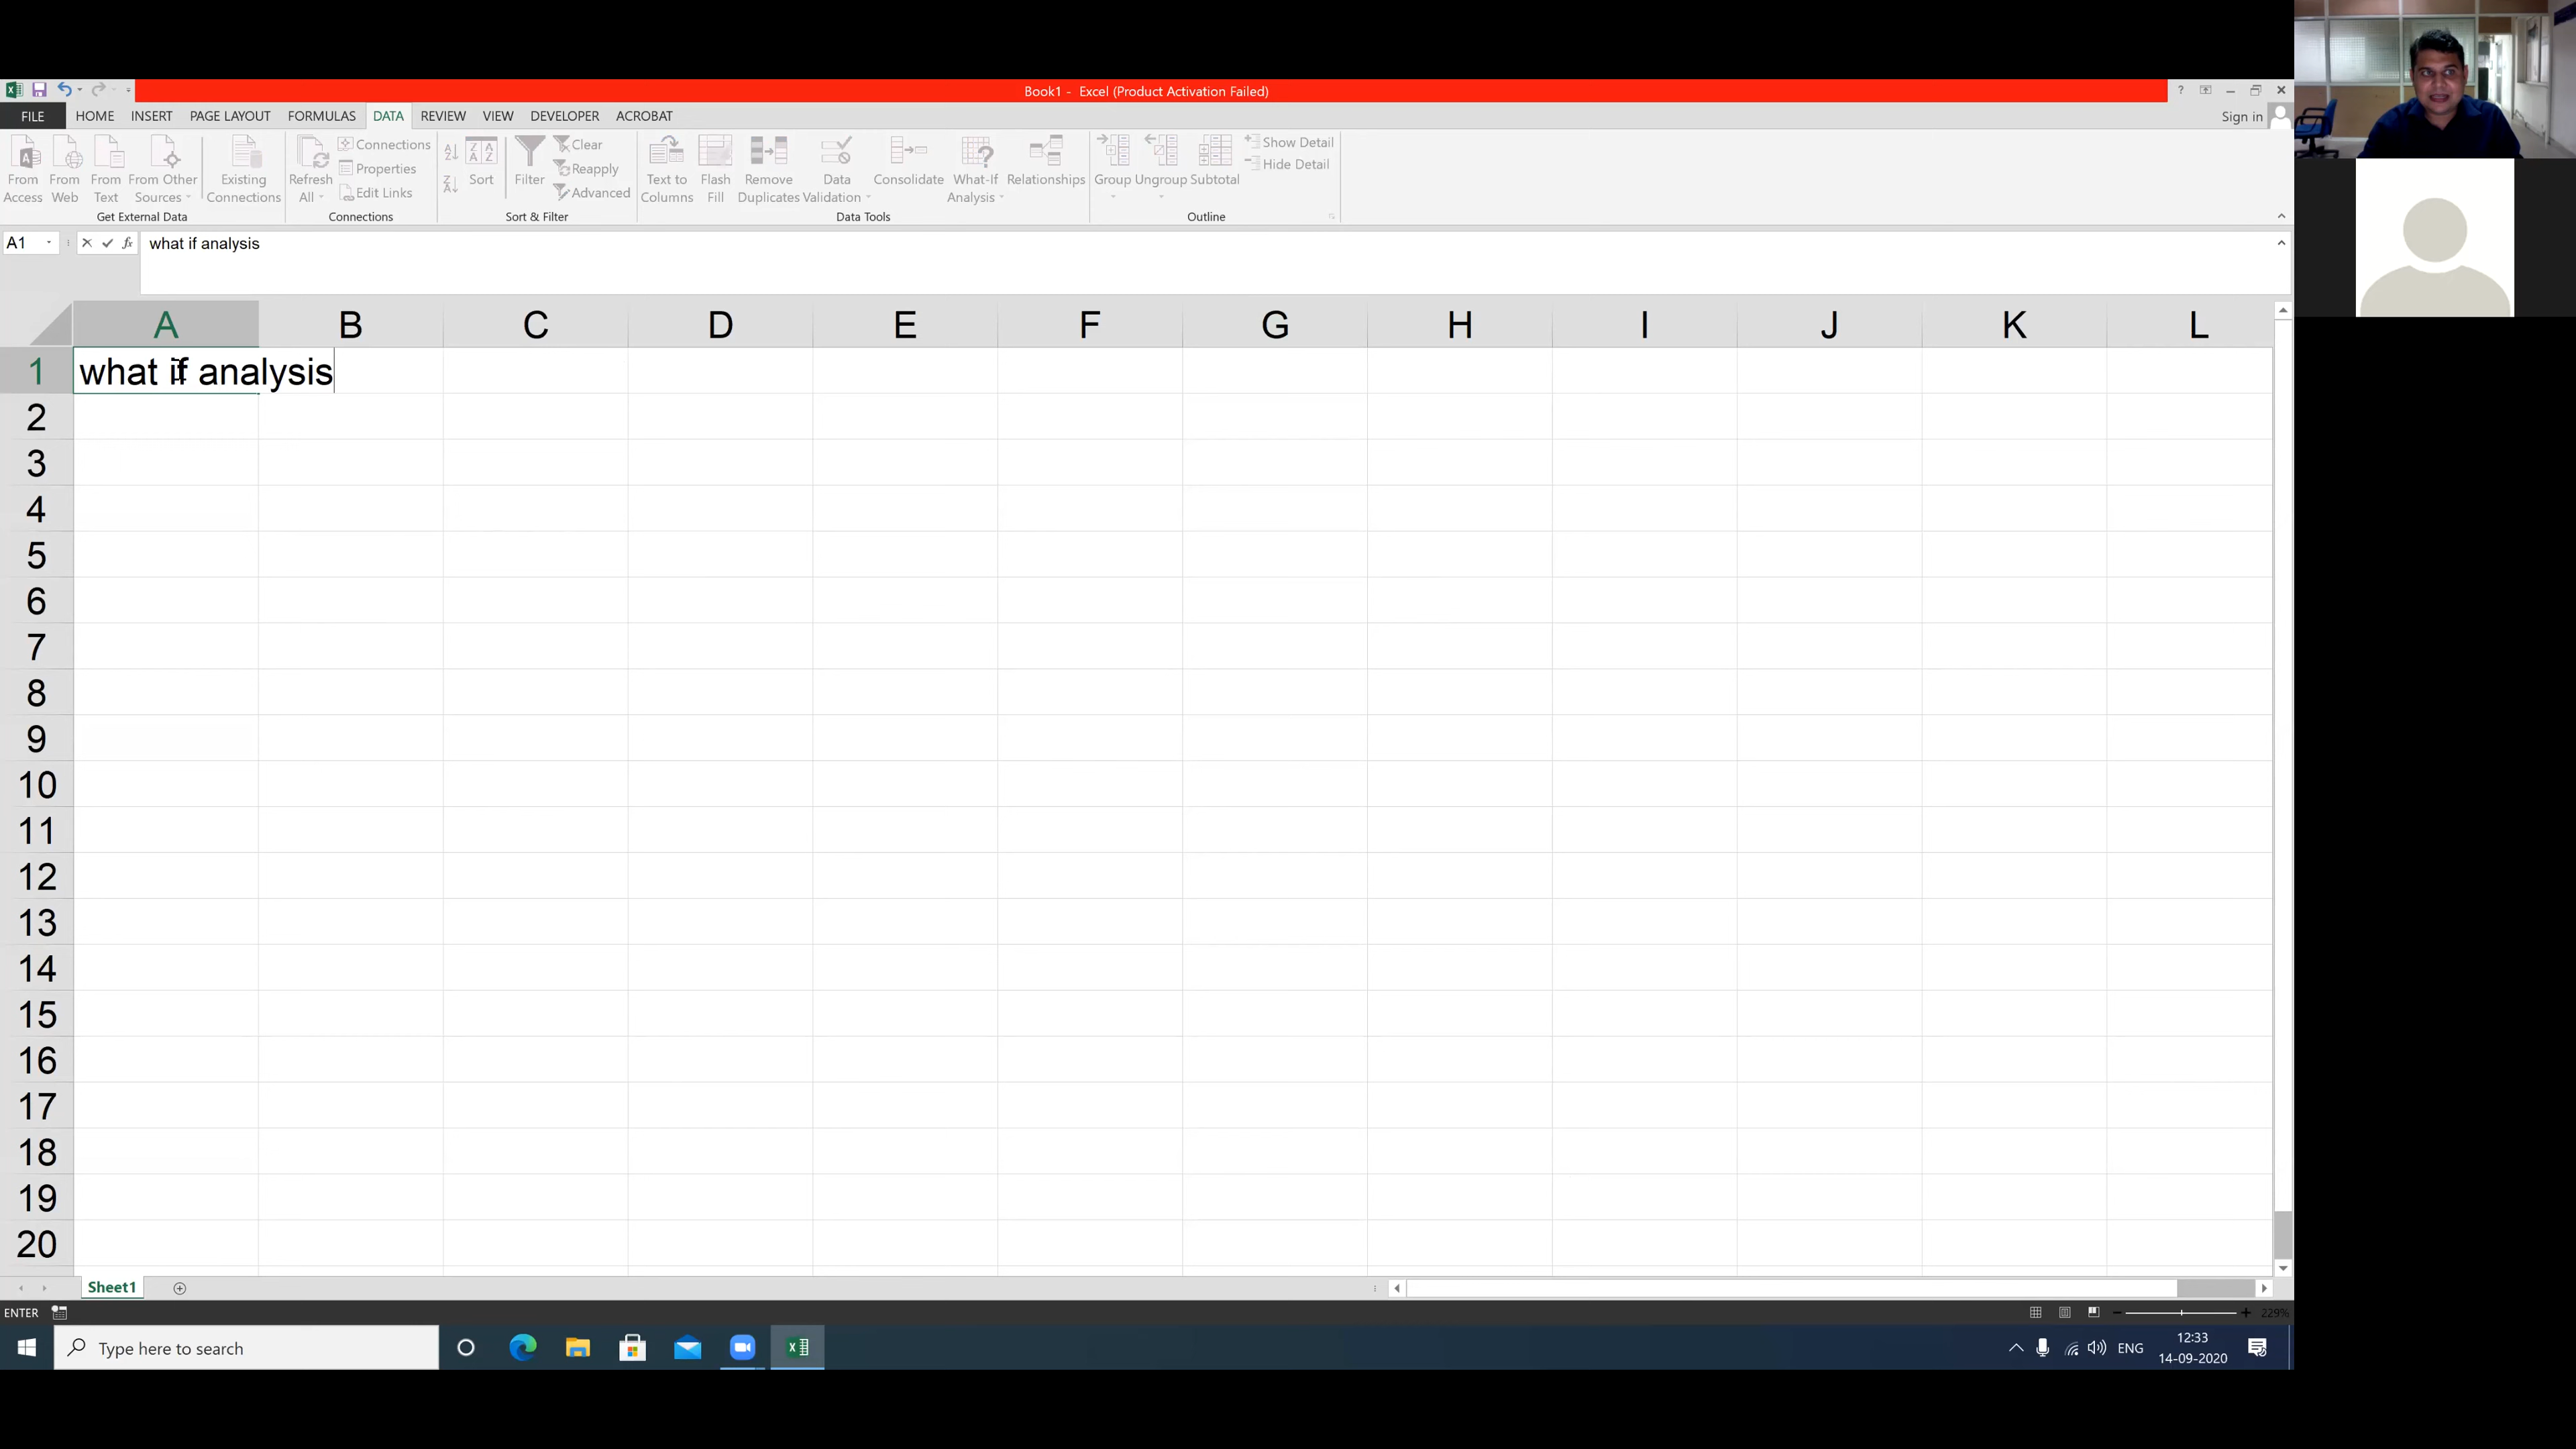 Book1 - Excel (Product Activation Failed)
FILE HOME INSERT PAGE LAYOUT FORMULAS DATA REVIEW VIEW DEVELOPER ACROBAT
Sign in
From Access
From Web
From Text
From Other Sources
Existing Connections
Get External Data
Refresh All
Connections
Properties
Edit Links
Connections
Sort
Filter
Clear
Reapply
Advanced
Sort & Filter
Text to Columns
Flash Fill
Remove Duplicates
Data Validation
Consolidate
What-If Analysis
Relationships
Data Tools
Group
Ungroup
Subtotal
Show Detail
Hide Detail
Outline
A1
fx
what if analysis
A B C D E F G H I J K L
1 what if analysis
2
3
4
5
6
7
8
9
10
11
12
13
14
15
16
17
18
19
20
Sheet1
ENTER
229%
Type here to search
ENG
12:33
14-09-2020